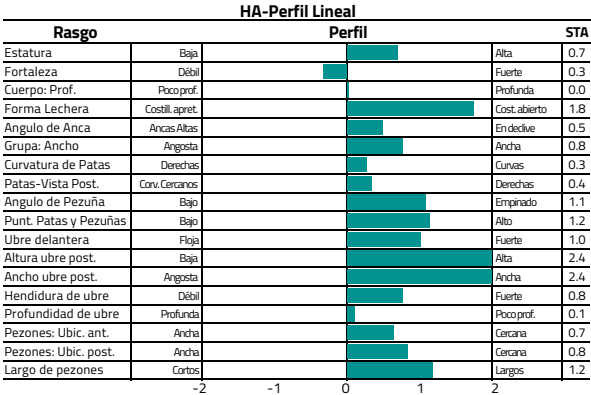 HA-Perfil Lineal
Rasgo Perfil STA
Estatura Baja Alta 0.7
Fortaleza Débil Fuerte 0.3
Cuerpo: Prof. Poco prof. Profunda 0.0
Forma Lechera Costill. apret. Cost. abierto 1.8
Angulo de Anca Ancas Altas En declive 0.5
Grupa: Ancho Angosta Ancha 0.8
Curvatura de Patas Derechas Curvas 0.3
Patas-Vista Post. Corv. Cercanos Derechas 0.4
Angulo de Pezuña Bajo Empinado 1.1
Punt. Patas y Pezuñas Bajo Alto 1.2
Ubre delantera Floja Fuerte 1.0
Altura ubre post. Baja Alta 2.4
Ancho ubre post. Angosta Ancha 2.4
Hendidura de ubre Débil Fuerte 0.8
Profundidad de ubre Profunda Poco prof. 0.1
Pezones: Ubic. ant. Ancha Cercana 0.7
Pezones: Ubic. post. Ancha Cercana 0.8
Largo de pezones Cortos Largos 1.2
-2 -1 0 1 2